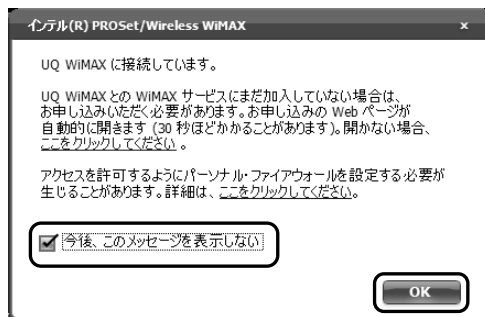 インテル(R) PROSet/Wireless WiMAX
x
UQ WiMAX に接続しています。
UQ WiMAX との WiMAX サービスにまだ加入していない場合は、
お申し込みいただく必要があります。お申し込みの Web ページが
自動的に開きます (30 秒ほどかかることがあります)。開かない場合、
ここをクリックしてください 。
アクセスを許可するようにパーソナル・ファイアウォールを設定する必要が
生じることがあります。詳細は、ここをクリックしてください。
今後、このメッセージを表示しない
OK